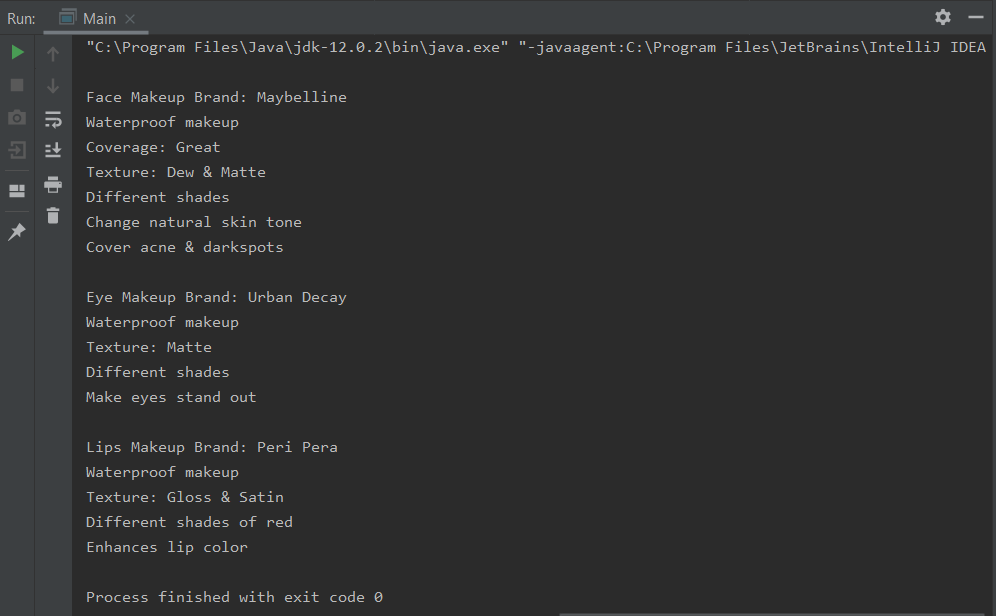 Run: Main
"C:\Program Files\Java\jdk-12.0.2\bin\java.exe" "-javaagent:C:\Program Files\JetBrains\IntelliJ IDEA
Face Makeup Brand: Maybelline
Waterproof makeup
Coverage: Great
Texture: Dew & Matte
Different shades
Change natural skin tone
Cover acne & darkspots
Eye Makeup Brand: Urban Decay
Waterproof makeup
Texture: Matte
Different shades
Make eyes stand out
Lips Makeup Brand: Peri Pera
Waterproof makeup
Texture: Gloss & Satin
Different shades of red
Enhances lip color
Process finished with exit code 0